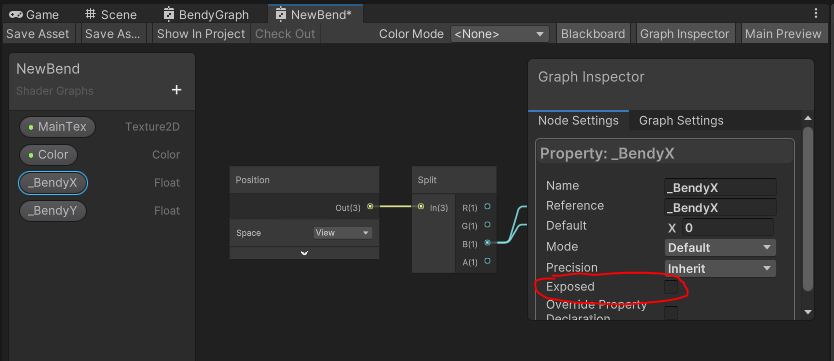 Game Scene BendyGraph NewBend*
Save Asset Save As... Show In Project Check Out Color Mode <None> Blackboard Graph Inspector Main Preview
NewBend
Shader Graphs +
MainTex Texture2D
Color Color
_BendyX Float
_BendyY Float
Position
Out(3)
Space View
Split
In(3) R(1)
G(1)
B(1)
A(1)
Graph Inspector
Node Settings Graph Settings
Property: _BendyX
Name _BendyX
Reference _BendyX
Default X 0
Mode Default
Precision Inherit
Exposed
Override Property
Declaration